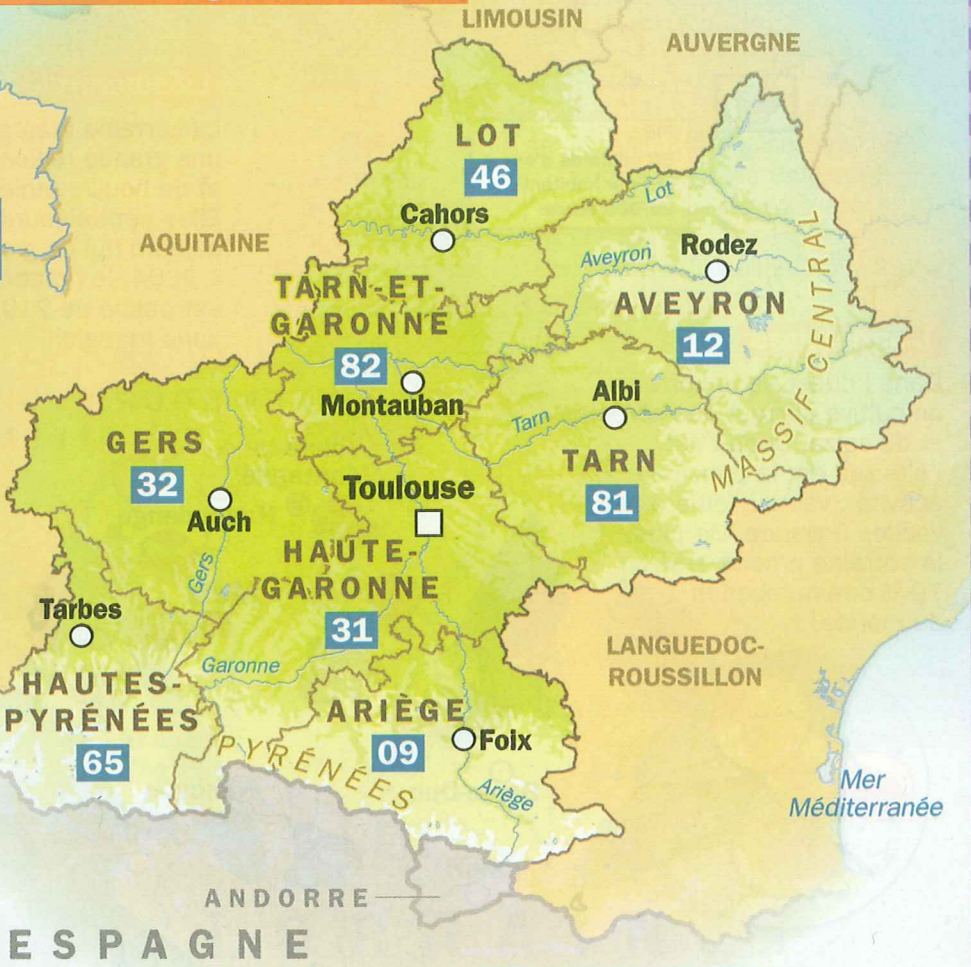 LIMOUSIN
AUVERGNE
LOT
46
Lot
Cahors
AQUITAINE
Aveyron
Rodez
TARN-ET-
GARONNE
AVEYRON
82
12
MASSIF CENTRAL
Montauban
Albi
Tarn
GERS
32
TARN
81
Toulouse
Auch
HAUTE-
GARONNE
Gers
31
Tarbes
Garonne
LANGUEDOC-
ROUSSILLON
HAUTES-
PYRÉNÉES
65
ARIÈGE
09
Foix
PYRÉNÉES
Ariège
Mer
Méditerranée
ANDORRE
ESPAGNE